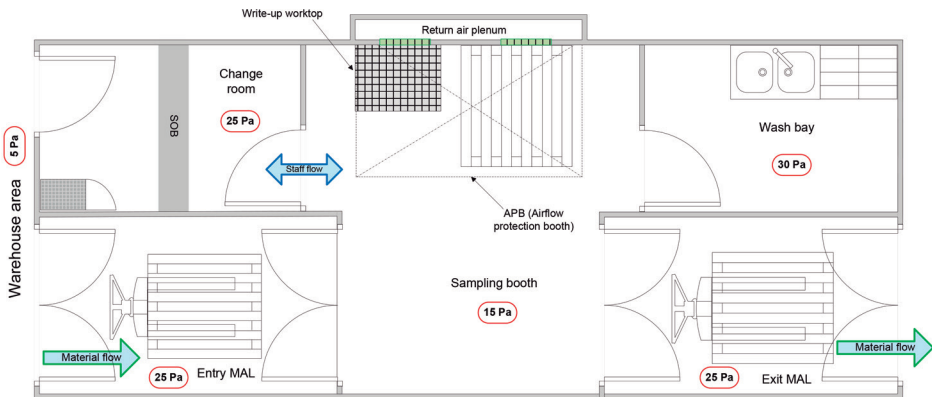 Write-up worktop
Return air plenum
Change
room
25 Pa
SOB
5 Pa
Warehouse area
Staff flow
Wash bay
30 Pa
APB (Airflow
protection booth)
Sampling booth
15 Pa
Material flow
25 Pa
Entry MAL
25 Pa
Exit MAL
Material flow